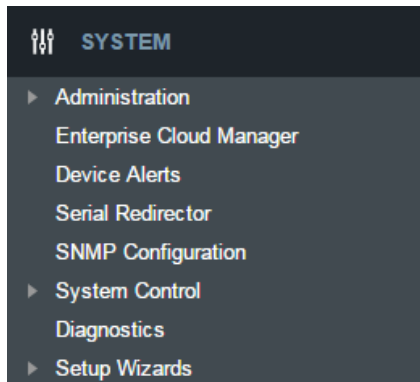 SYSTEM
Administration
Enterprise Cloud Manager
Device Alerts
Serial Redirector
SNMP Configuration
System Control
Diagnostics
Setup Wizards